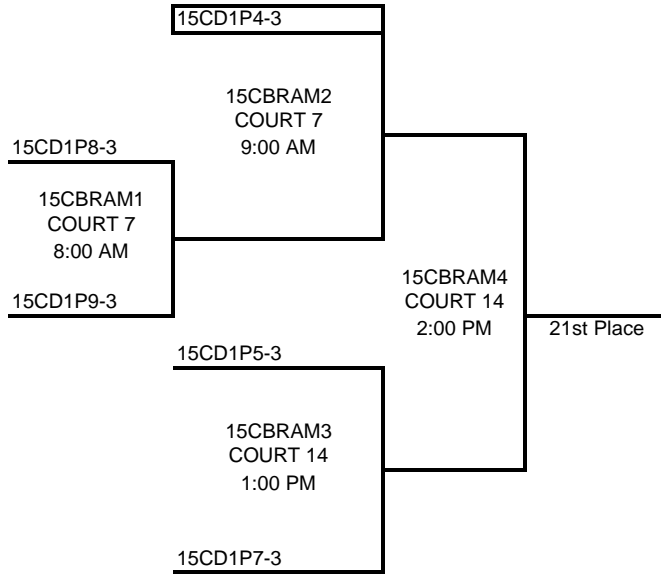 15CD1P4-3
15CBRAM2
COURT 7
9:00 AM
15CD1P8-3
15CBRAM1
COURT 7
8:00 AM
15CD1P9-3
15CBRAM4
COURT 14
2:00 PM
21st Place
15CD1P5-3
15CBRAM3
COURT 14
1:00 PM
15CD1P7-3